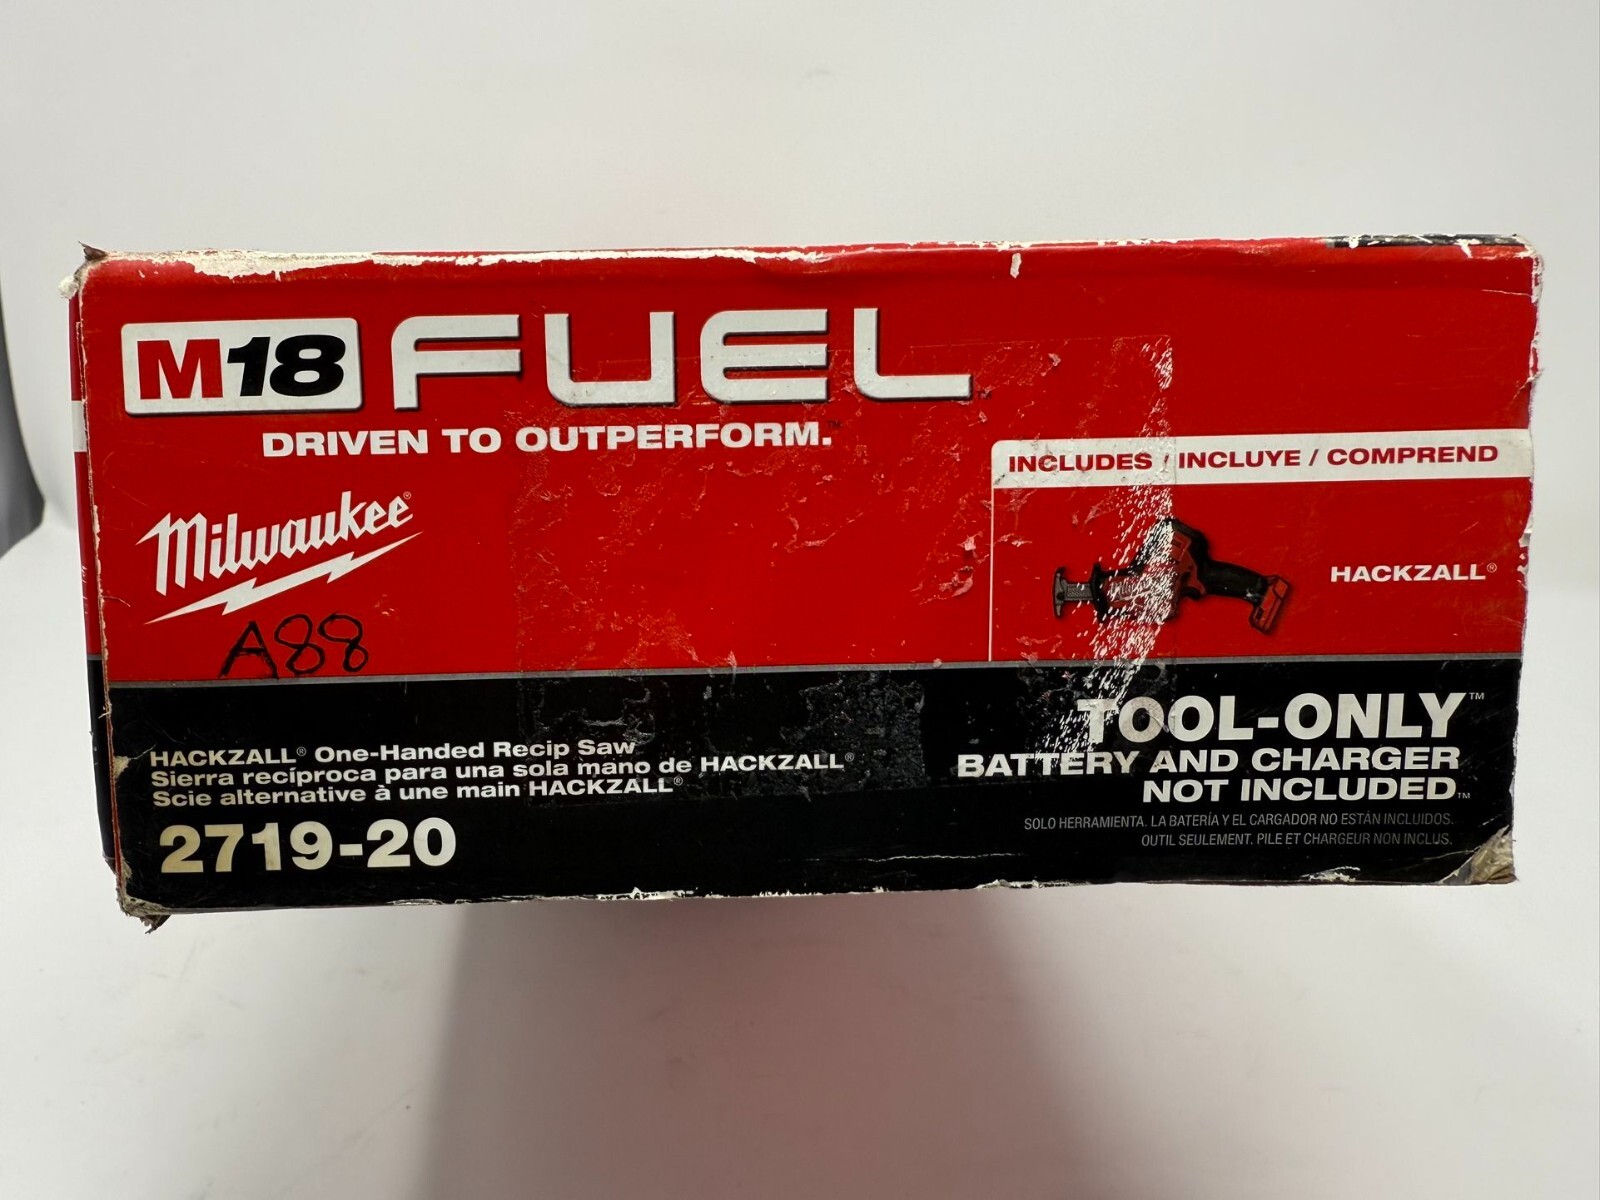 M18 FUEL™
DRIVEN TO OUTPERFORM.™
Milwaukee®
A88
INCLUDES / INCLUYE / COMPREND
HACKZALL®
HACKZALL® One-Handed Recip Saw
Sierra recíproca para una sola mano de HACKZALL®
Scie alternative à une main HACKZALL®
2719-20
TOOL-ONLY™
BATTERY AND CHARGER
NOT INCLUDED™
SOLO HERRAMIENTA. LA BATERÍA Y EL CARGADOR NO ESTÁN INCLUIDOS.
OUTIL SEULEMENT. PILE ET CHARGEUR NON INCLUS.